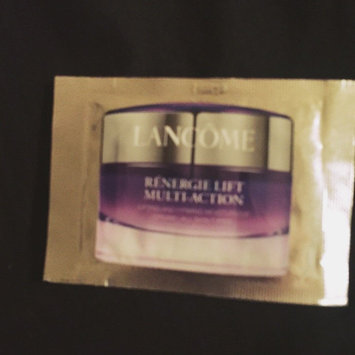 LANCÔME
RÉNERGIE LIFT
MULTI-ACTION